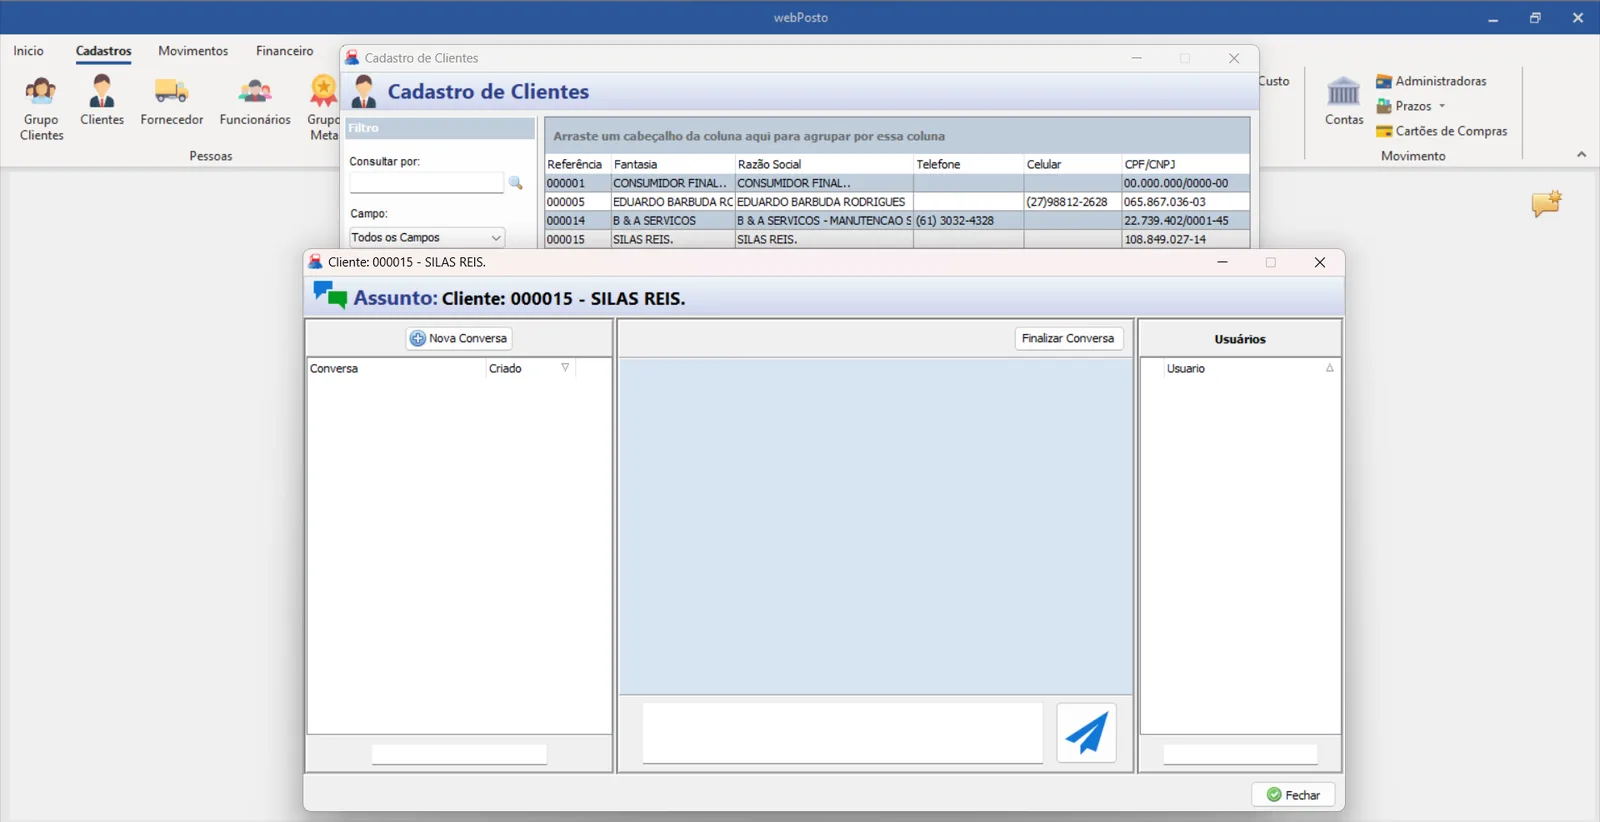 webPosto
Inicio
Cadastros
Movimentos
Financeiro
Grupo Clientes
Clientes
Fornecedor
Funcionários
Grupo Meta
Pessoas
Custo
Contas
Administradoras
Prazos
Cartões de Compras
Movimento
Cadastro de Clientes
Cadastro de Clientes
Filtro
Consultar por:
Campo:
Todos os Campos
Arraste um cabeçalho da coluna aqui para agrupar por essa coluna
Referência Fantasia Razão Social Telefone Celular CPF/CNPJ
000001 CONSUMIDOR FINAL.. CONSUMIDOR FINAL.. 00.000.000/0000-00
000005 EDUARDO BARBUDA RO EDUARDO BARBUDA RODRIGUES (27)98812-2628 065.867.036-03
000014 B & A SERVICOS B & A SERVICOS - MANUTENCAO S (61) 3032-4328 22.739.402/0001-45
000015 SILAS REIS. SILAS REIS. 108.849.027-14
Cliente: 000015 - SILAS REIS.
Assunto: Cliente: 000015 - SILAS REIS.
Nova Conversa
Finalizar Conversa
Usuários
Conversa Criado
Usuario
Fechar